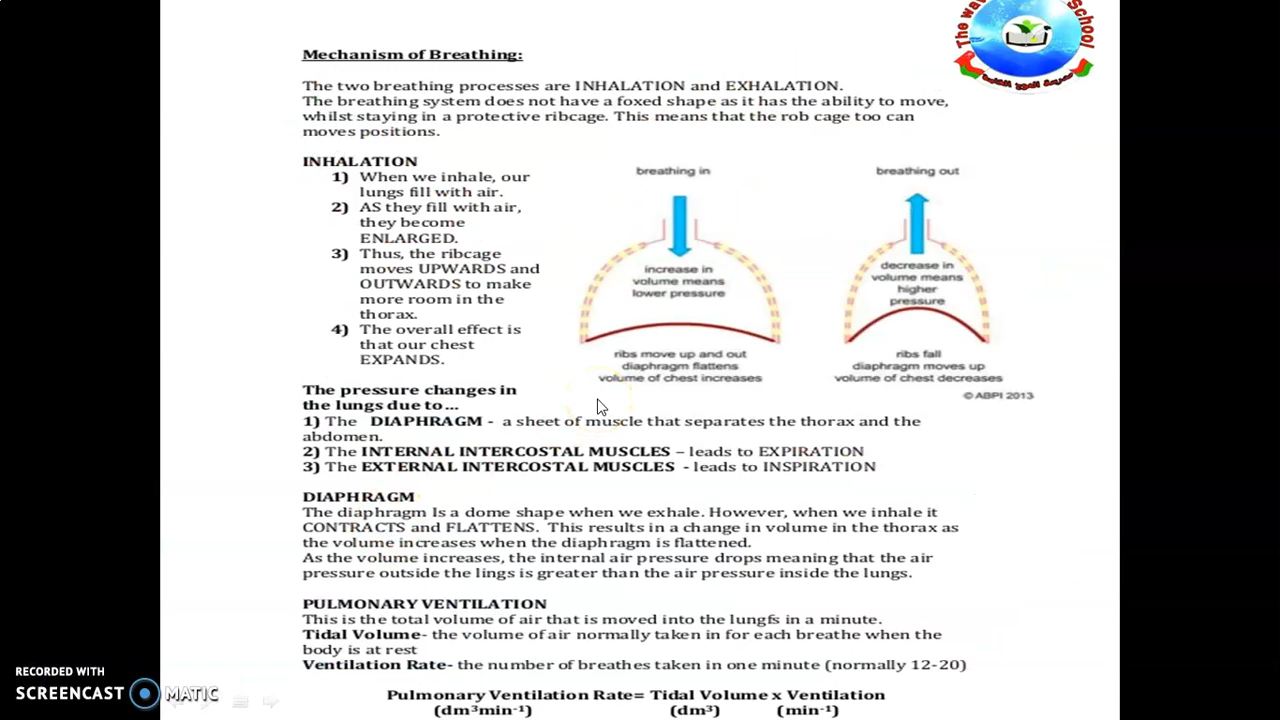 The wav
School
مدرسة الموج الخاصة
Mechanism of Breathing:
The two breathing processes are INHALATION and EXHALATION.
The breathing system does not have a foxed shape as it has the ability to move,
whilst staying in a protective ribcage. This means that the rob cage too can
moves positions.
INHALATION
1) When we inhale, our
lungs fill with air.
2) AS they fill with air,
they become
ENLARGED.
3) Thus, the ribcage
moves UPWARDS and
OUTWARDS to make
more room in the
thorax.
4) The overall effect is
that our chest
EXPANDS.
breathing in
increase in
volume means
lower pressure
ribs move up and out
diaphragm flattens
volume of chest increases
breathing out
decrease in
volume means
higher
pressure
ribs fall
diaphragm moves up
volume of chest decreases
© ABPI 2013
The pressure changes in
the lungs due to...
1) The DIAPHRAGM - a sheet of muscle that separates the thorax and the
abdomen.
2) The INTERNAL INTERCOSTAL MUSCLES – leads to EXPIRATION
3) The EXTERNAL INTERCOSTAL MUSCLES - leads to INSPIRATION
DIAPHRAGM
The diaphragm Is a dome shape when we exhale. However, when we inhale it
CONTRACTS and FLATTENS. This results in a change in volume in the thorax as
the volume increases when the diaphragm is flattened.
As the volume increases, the internal air pressure drops meaning that the air
pressure outside the lings is greater than the air pressure inside the lungs.
PULMONARY VENTILATION
This is the total volume of air that is moved into the lungfs in a minute.
Tidal Volume- the volume of air normally taken in for each breathe when the
body is at rest
Ventilation Rate- the number of breathes taken in one minute (normally 12-20)
Pulmonary Ventilation Rate= Tidal Volume x Ventilation
(dm³min⁻¹) (dm³) (min⁻¹)
RECORDED WITH
SCREENCAST MATIC